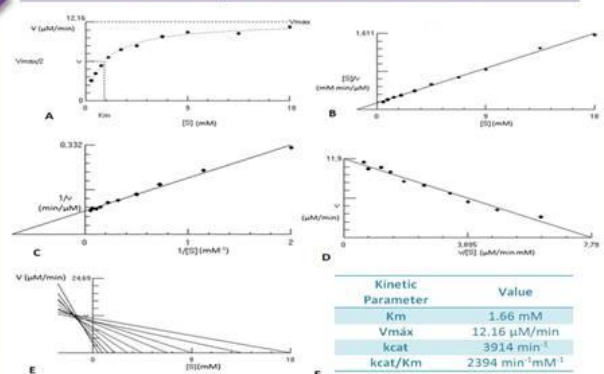 12.16
V (µM/min)
Vmax
Vmax/2
v
0
Km
0
9
18
[S] (mM)
A
1,611
[S]/v
(mM min/µM)
0
9
18
[S] (mM)
B
0,332
1/v
(min/µM)
0
1
2
1/[S] (mM⁻¹)
C
11,9
v
(µM/min)
0
3,895
7,79
v/[S] (µM/min mM)
D
V (µM/min) 24,69
0
9
18
[S](mM)
E
Kinetic Parameter Value
Km 1.66 mM
Vmáx 12.16 µM/min
kcat 3914 min⁻¹
kcat/Km 2394 min⁻¹mM⁻¹